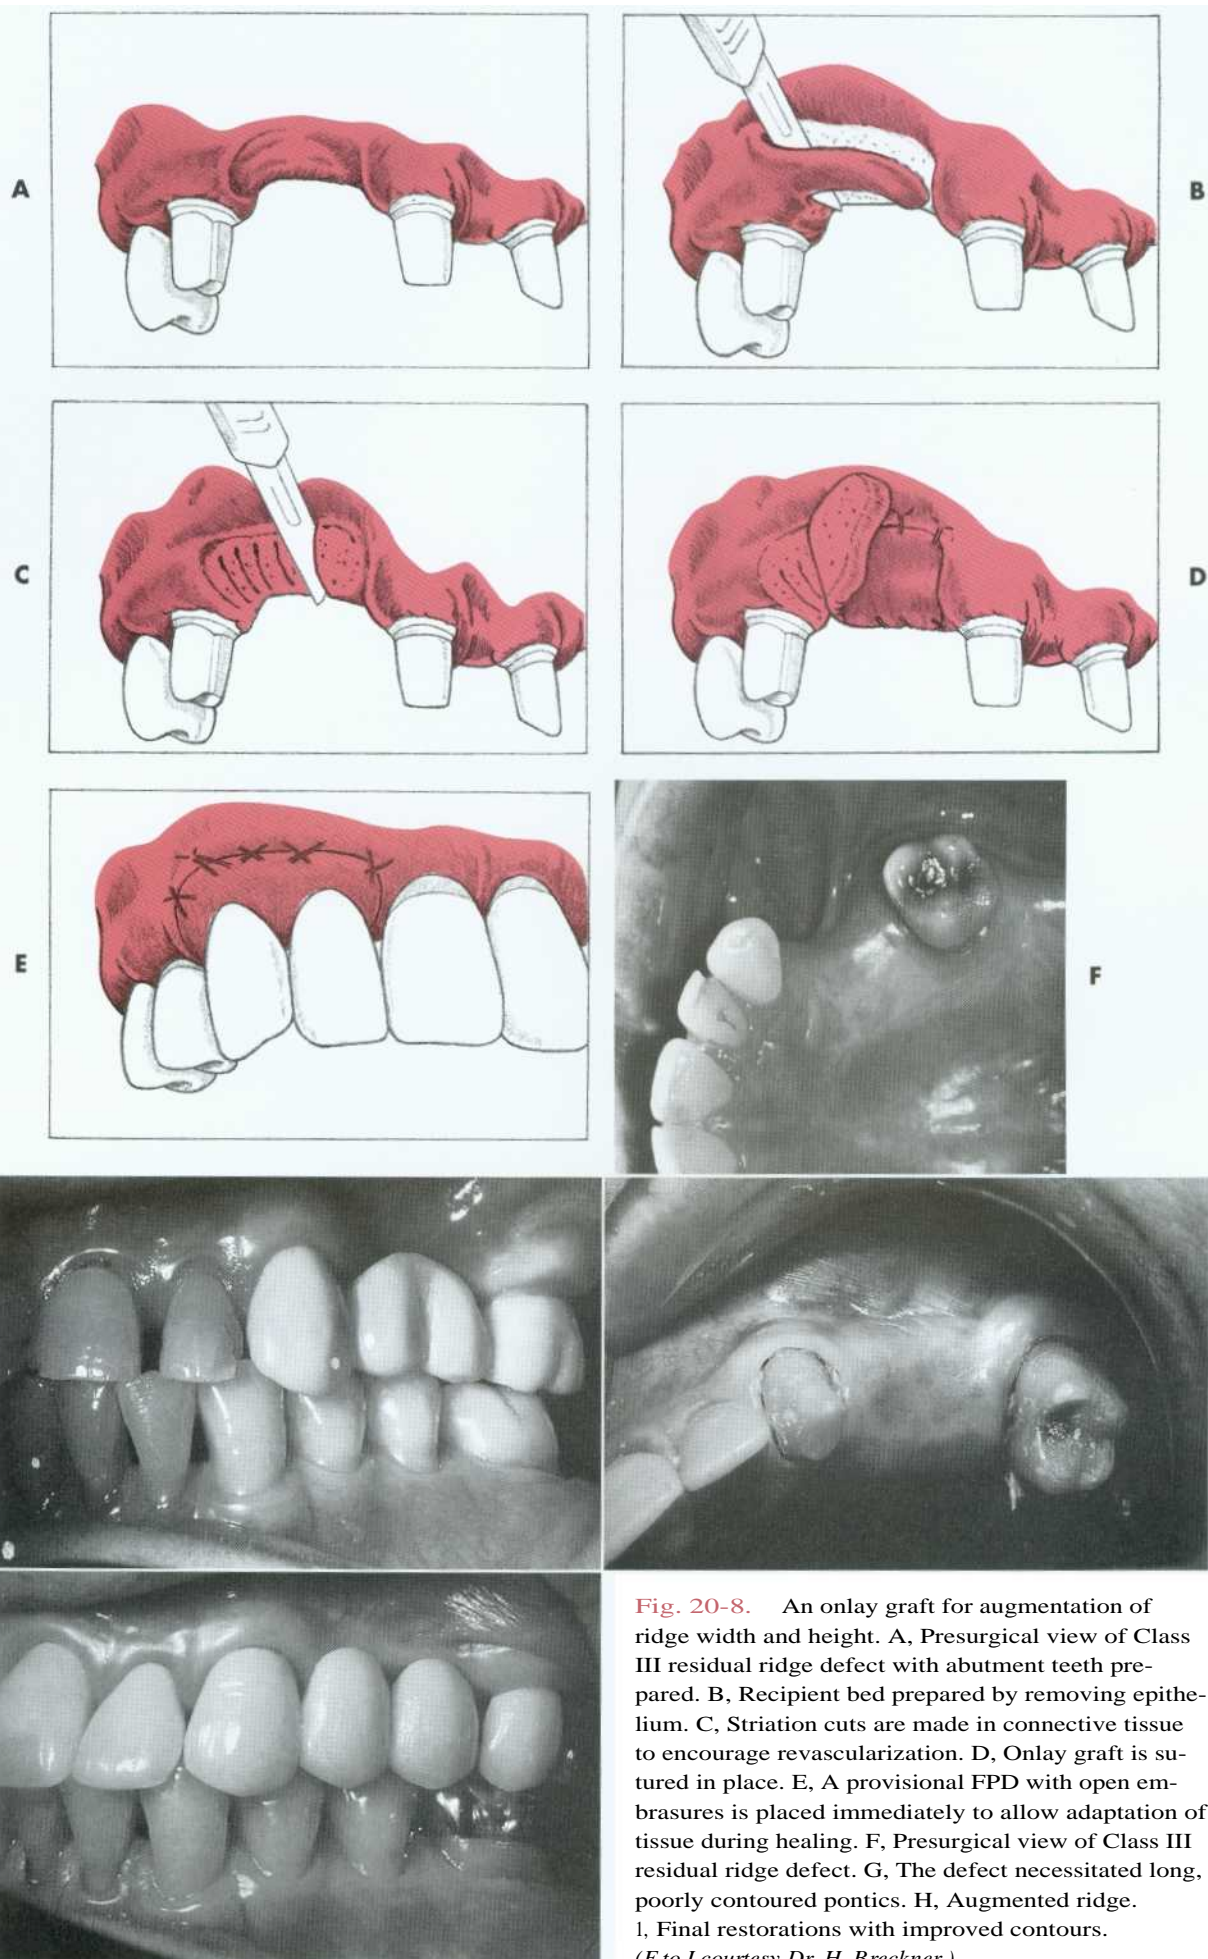 A
B
C
D
E
F
Fig. 20-8. An onlay graft for augmentation of
ridge width and height. A, Presurgical view of Class
III residual ridge defect with abutment teeth pre-
pared. B, Recipient bed prepared by removing epithe-
lium. C, Striation cuts are made in connective tissue
to encourage revascularization. D, Onlay graft is su-
tured in place. E, A provisional FPD with open em-
brasures is placed immediately to allow adaptation of
tissue during healing. F, Presurgical view of Class III
residual ridge defect. G, The defect necessitated long,
poorly contoured pontics. H, Augmented ridge.
l, Final restorations with improved contours.
(F to I courtesy Dr. H. Breckner.)